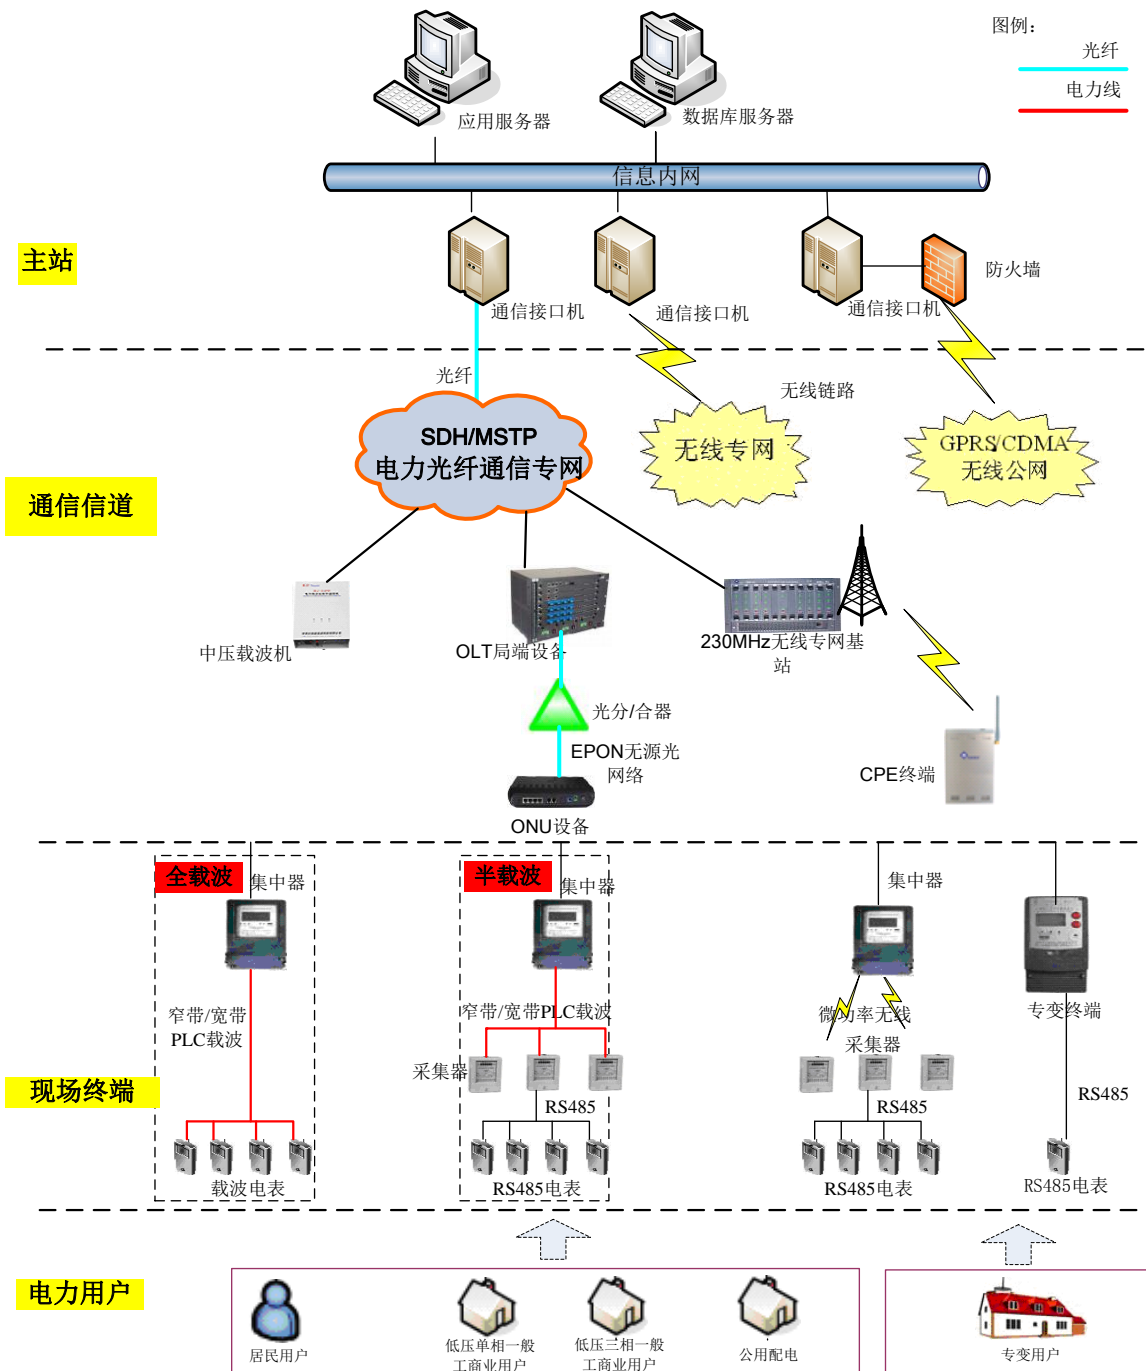 图例：
光纤
电力线
应用服务器
数据库服务器
信息内网
主站
防火墙
通信接口机
通信接口机
通信接口机
光纤
无线链路
SDH/MSTP
电力光纤通信专网
无线专网
GPRS/CDMA
无线公网
通信信道
中压载波机
OLT局端设备
230MHz无线专网基
站
光分/合器
EPON无源光
网络
CPE终端
ONU设备
全载波
集中器
半载波
集中器
集中器
窄带/宽带
PLC载波
窄带/宽带PLC载波
微功率无线
专变终端
采集器
采集器
现场终端
RS485
RS485
RS485
载波电表
RS485电表
RS485电表
RS485电表
电力用户
居民用户
低压单相一般
工商业用户
低压三相一般
工商业用户
公用配电
专变用户